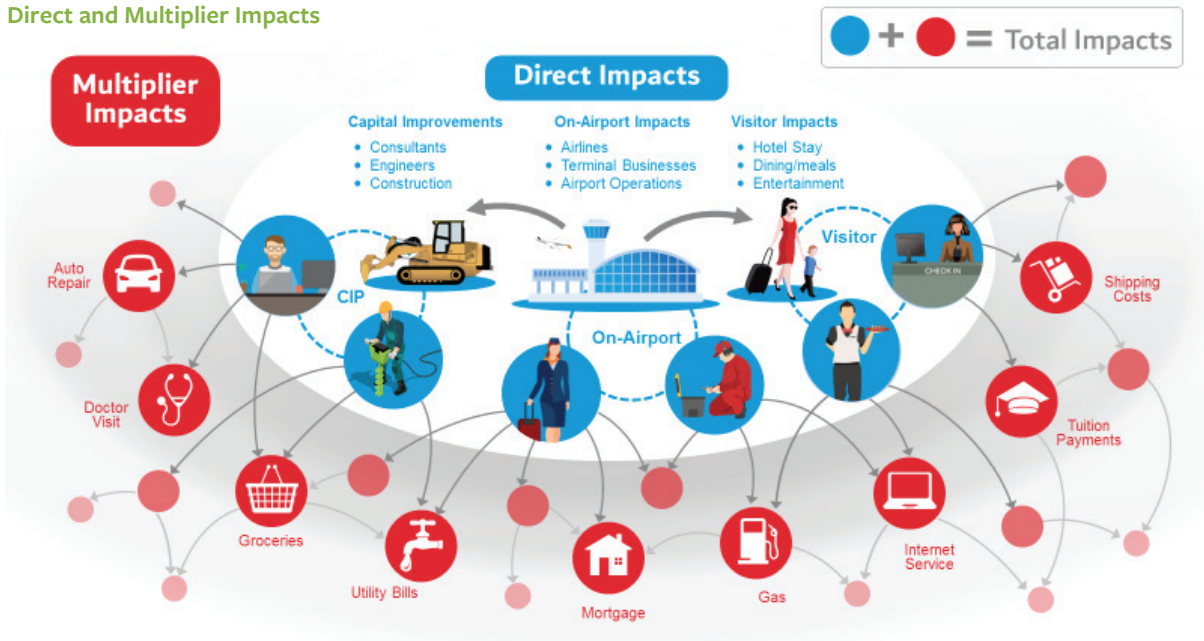 Direct and Multiplier Impacts
+ = Total Impacts
Multiplier
Impacts
Direct Impacts
Capital Improvements
• Consultants
• Engineers
• Construction
On-Airport Impacts
• Airlines
• Terminal Businesses
• Airport Operations
Visitor Impacts
• Hotel Stay
• Dining/meals
• Entertainment
CIP
On-Airport
Visitor
CHECK IN
Auto
Repair
Doctor
Visit
Groceries
Utility Bills
Mortgage
Gas
Internet
Service
Tuition
Payments
Shipping
Costs